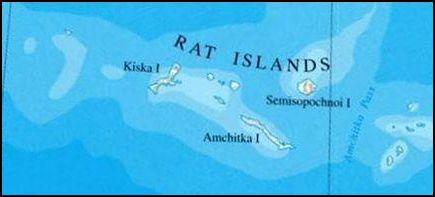 RAT ISLANDS
Kiska I
Semisopochnoi I
Amchitka I
Amchitka Pass